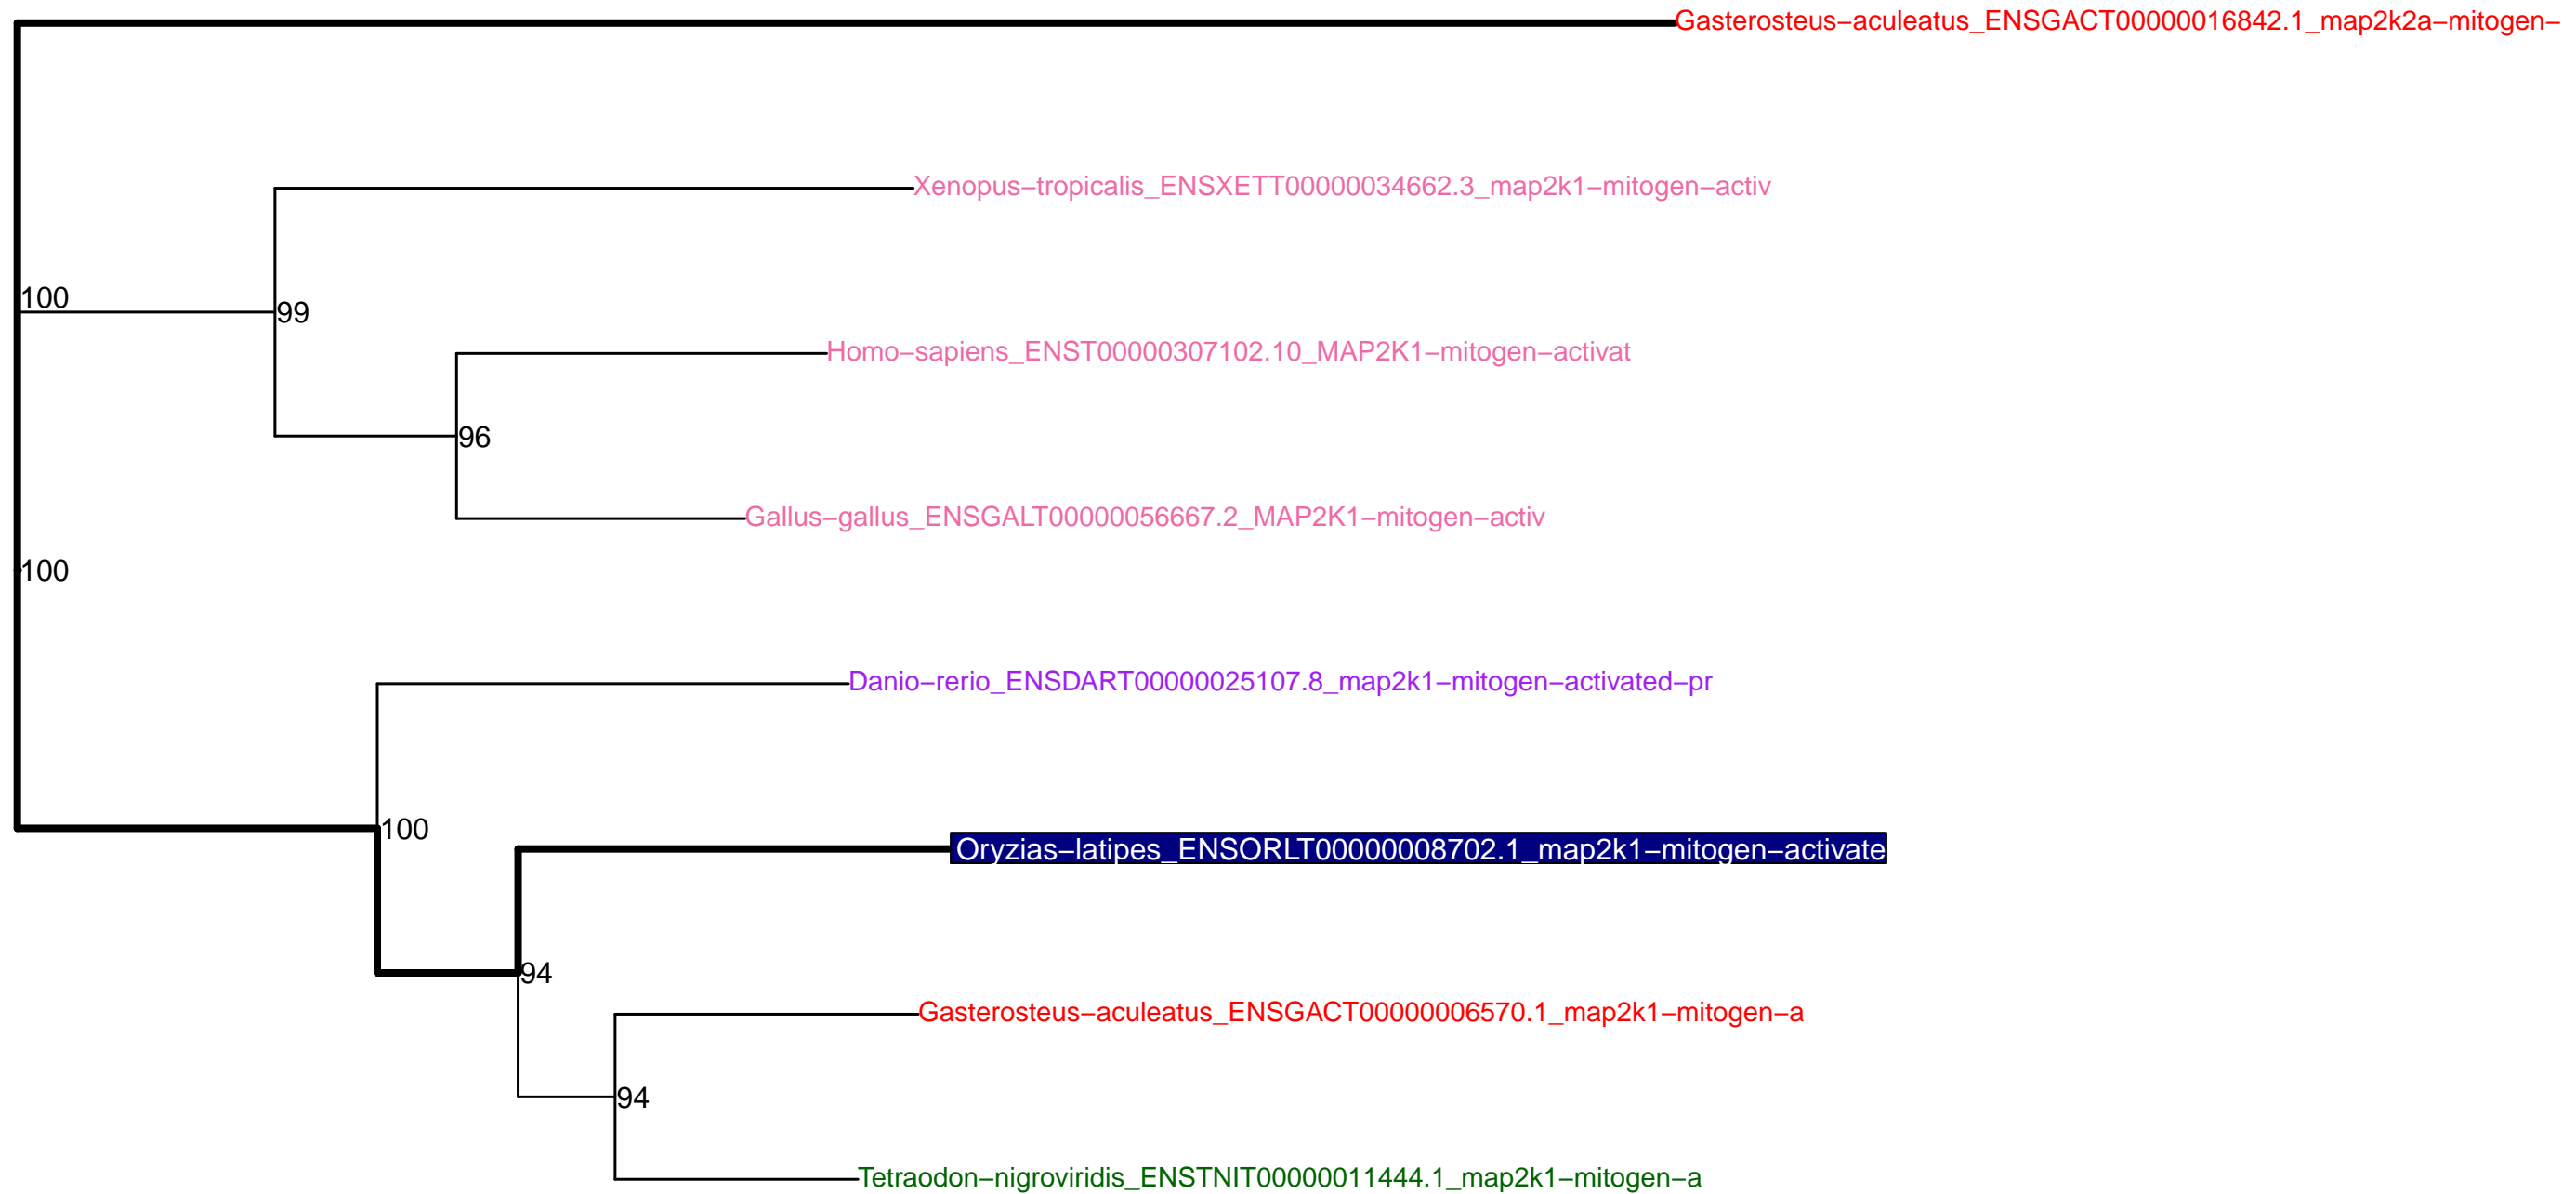 Gasterosteus−aculeatus_ENSGACT00000016842.1_map2k2a−mitogen−
Xenopus−tropicalis_ENSXETT00000034662.3_map2k1−mitogen−activ
100
99
Homo−sapiens_ENST00000307102.10_MAP2K1−mitogen−activat
96
Gallus−gallus_ENSGALT00000056667.2_MAP2K1−mitogen−activ
100
Danio−rerio_ENSDART00000025107.8_map2k1−mitogen−activated−pr
100
Oryzias−latipes_ENSORLT00000008702.1_map2k1−mitogen−activate
94
Gasterosteus−aculeatus_ENSGACT00000006570.1_map2k1−mitogen−a
94
Tetraodon−nigroviridis_ENSTNIT00000011444.1_map2k1−mitogen−a